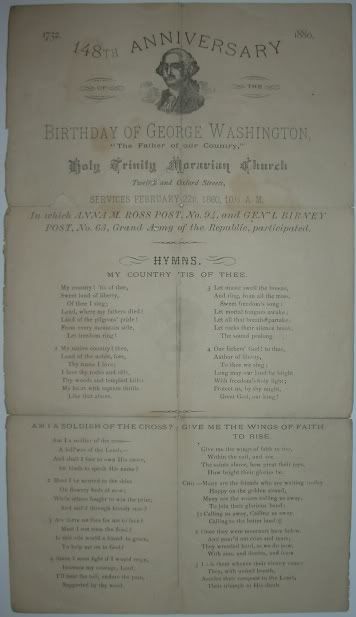 1732. 1880.
148TH ANNIVERSARY
OF THE
BIRTHDAY OF GEORGE WASHINGTON,
"The Father of our Country,"
Holy Trinity Moravian Church
Twelfth and Oxford Streets,
SERVICES FEBRUARY 22d, 1880, 10½ A. M.
In which ANNA M. ROSS POST, No. 94, and GEN'L BIRNEY
POST, No. 63, Grand Army of the Republic, participated.
HYMNS.
MY COUNTRY 'TIS OF THEE.
My country! 'tis of thee,
Sweet land of liberty,
Of thee I sing;
Land, where my fathers died!
Land of the pilgrims' pride!
From every mountain side,
Let freedom ring!
2 My native country! thee,
Land of the noble, free,
Thy name I love;
I love thy rocks and rills,
Thy woods and templed hills:
My heart with rapture thrills
Like that above.
3 Let music swell the breeze,
And ring from all the trees,
Sweet freedom's song:
Let mortal tongues awake;
Let all that breathe partake;
Let rocks their silence break,
The sound prolong.
4 Our fathers' God! to thee,
Author of liberty,
To thee we sing;
Long may our land be bright
With freedom's holy light;
Protect us, by thy might,
Great God, our king!
AM I A SOLDIER OF THE CROSS?
Am I a soldier of the cross—
A follower of the Lamb—
And shall I fear to own His cause,
Or blush to speak His name?
2 Must I be carried to the skies
On flowery beds of ease;
While others fought to win the prize,
And sailed through bloody seas?
3 Are there no foes for me to face?
Must I not stem the flood?
Is this vile world a friend to grace,
To help me on to God?
4 Since I must fight if I would reign,
Increase my courage, Lord,
I'll bear the toil, endure the pain,
Supported by thy word.
GIVE ME THE WINGS OF FAITH
TO RISE.
Give me the wings of faith to rise,
Within the vail, and see
The saints above, how great their joys,
How bright their glories be.
CHO.—Many are the friends who are waiting to-day
Happy on the golden strand,
Many are the voices calling us away,
To join their glorious band:
Calling us away, Calling us away,
Calling to the better land
2 Once they were mourners here below,
And pour'd out cries and tears;
They wrestled hard, as we do now,
With sins, and doubts, and fears.
3 I ask them whence their victory came:
They, with united breath,
Ascribe their conquest to the Lamb,
Their triumph to His death.